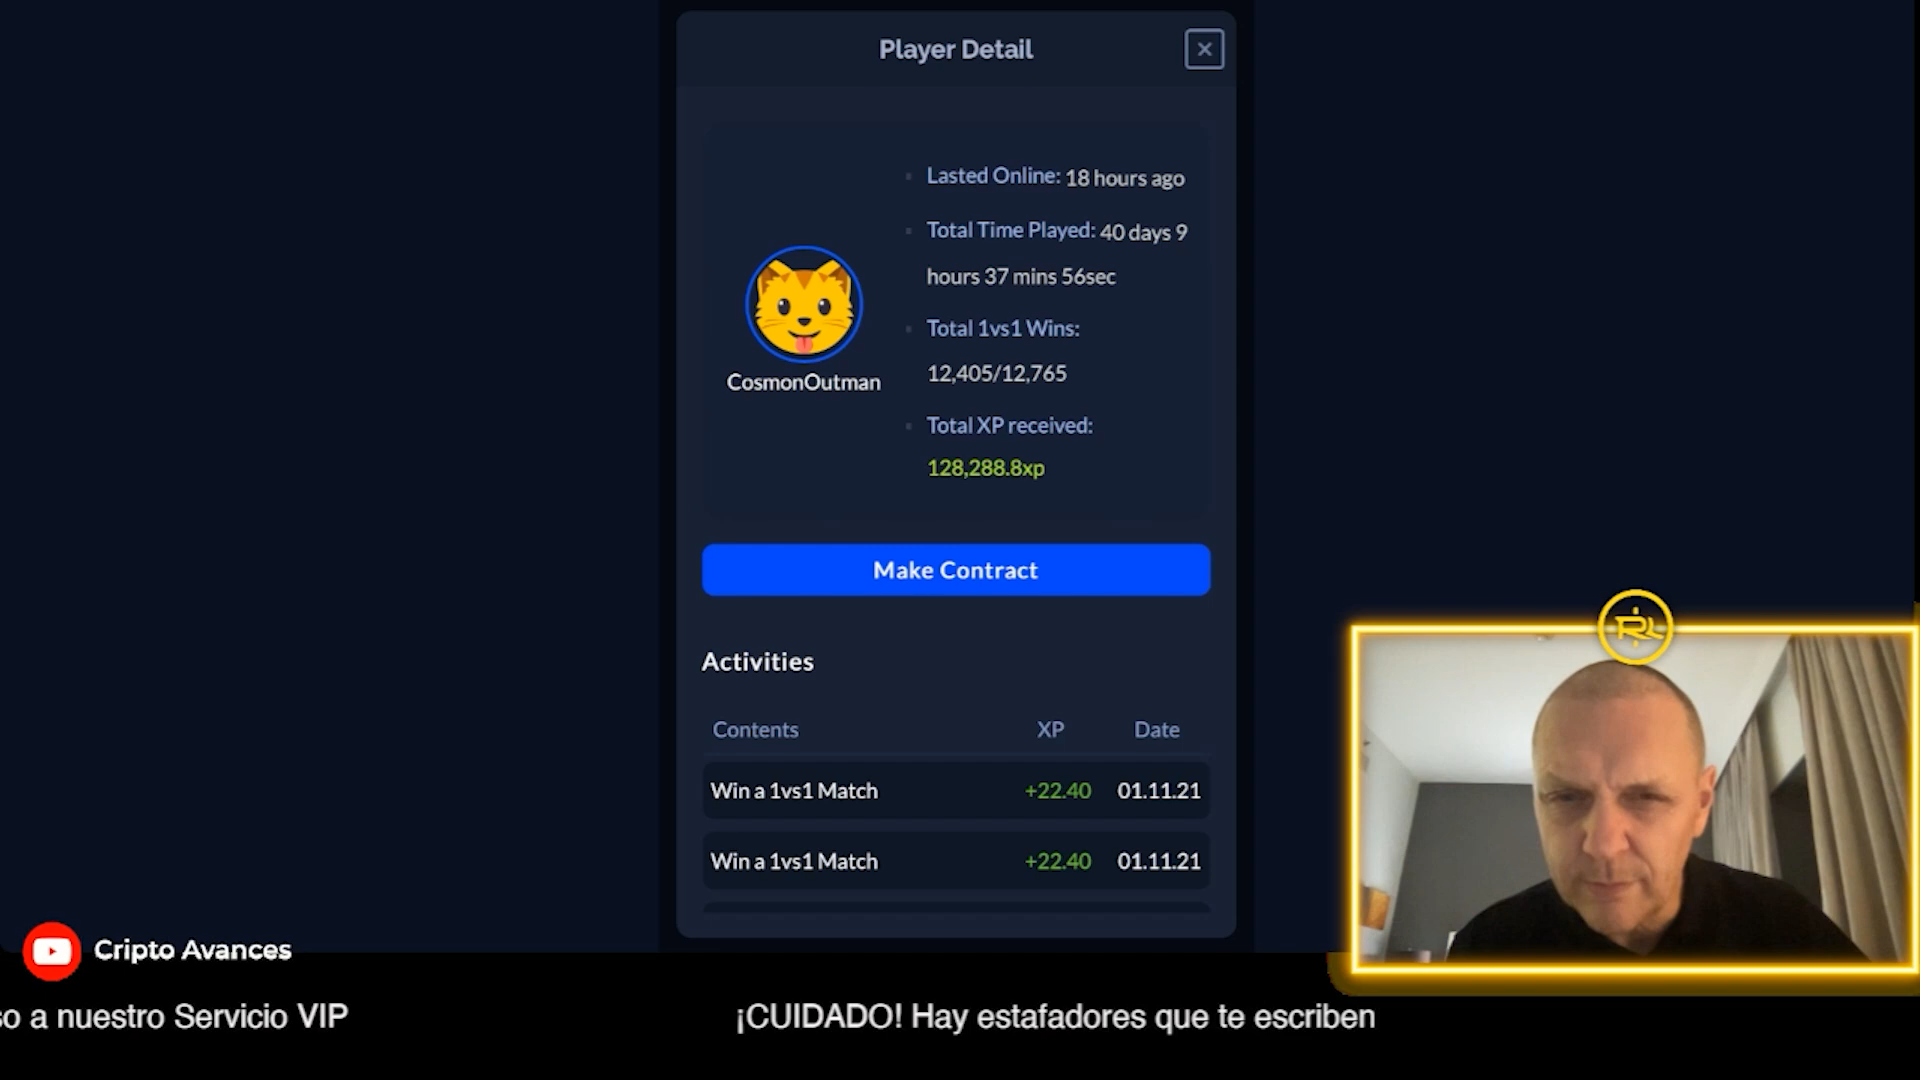 Player Detail
Lasted Online: 18 hours ago
Total Time Played: 40 days 9
hours 37 mins 56sec
Total 1vs1 Wins:
12,405/12,765
Total XP received:
128,288.8xp
CosmonOutman
Make Contract
Activities
Contents XP Date
Win a 1vs1 Match +22.40 01.11.21
Win a 1vs1 Match +22.40 01.11.21
RL
Cripto Avances
so a nuestro Servicio VIP ¡CUIDADO! Hay estafadores que te escriben